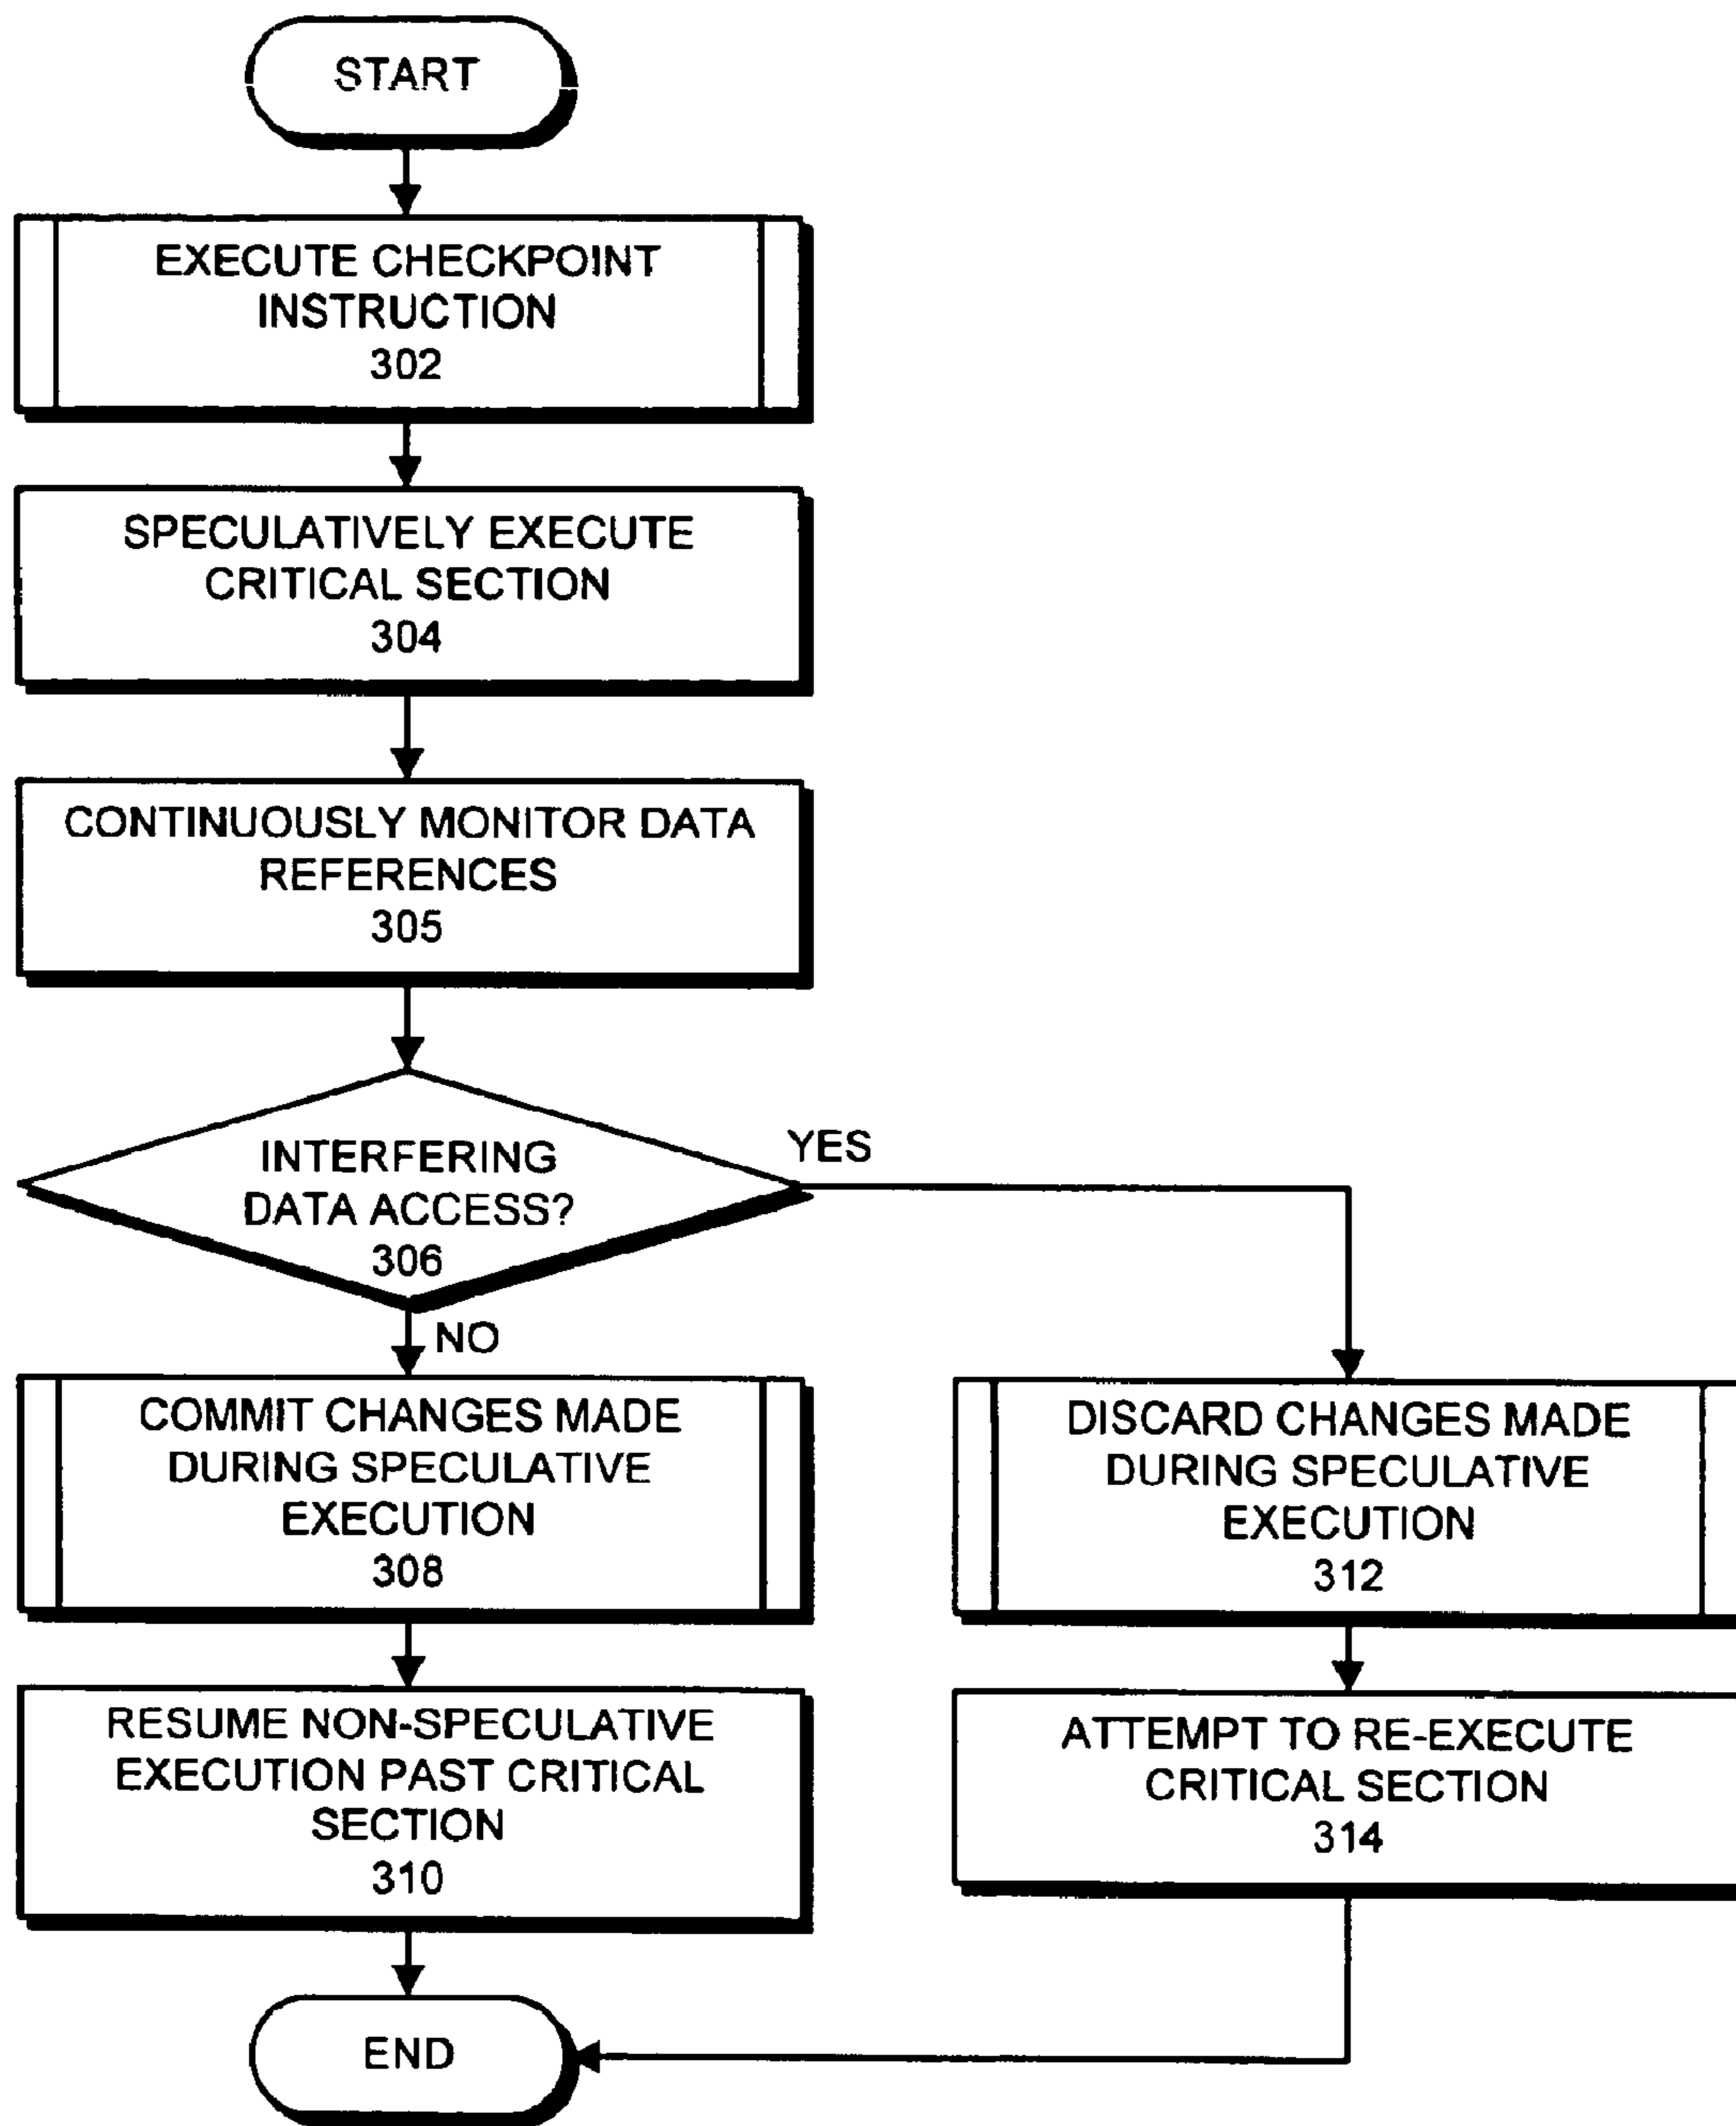 START
EXECUTE CHECKPOINT
INSTRUCTION
302
SPECULATIVELY EXECUTE
CRITICAL SECTION
304
CONTINUOUSLY MONITOR DATA
REFERENCES
305
INTERFERING
DATA ACCESS?
306
YES
NO
COMMIT CHANGES MADE
DURING SPECULATIVE
EXECUTION
308
DISCARD CHANGES MADE
DURING SPECULATIVE
EXECUTION
312
RESUME NON-SPECULATIVE
EXECUTION PAST CRITICAL
SECTION
310
ATTEMPT TO RE-EXECUTE
CRITICAL SECTION
314
END